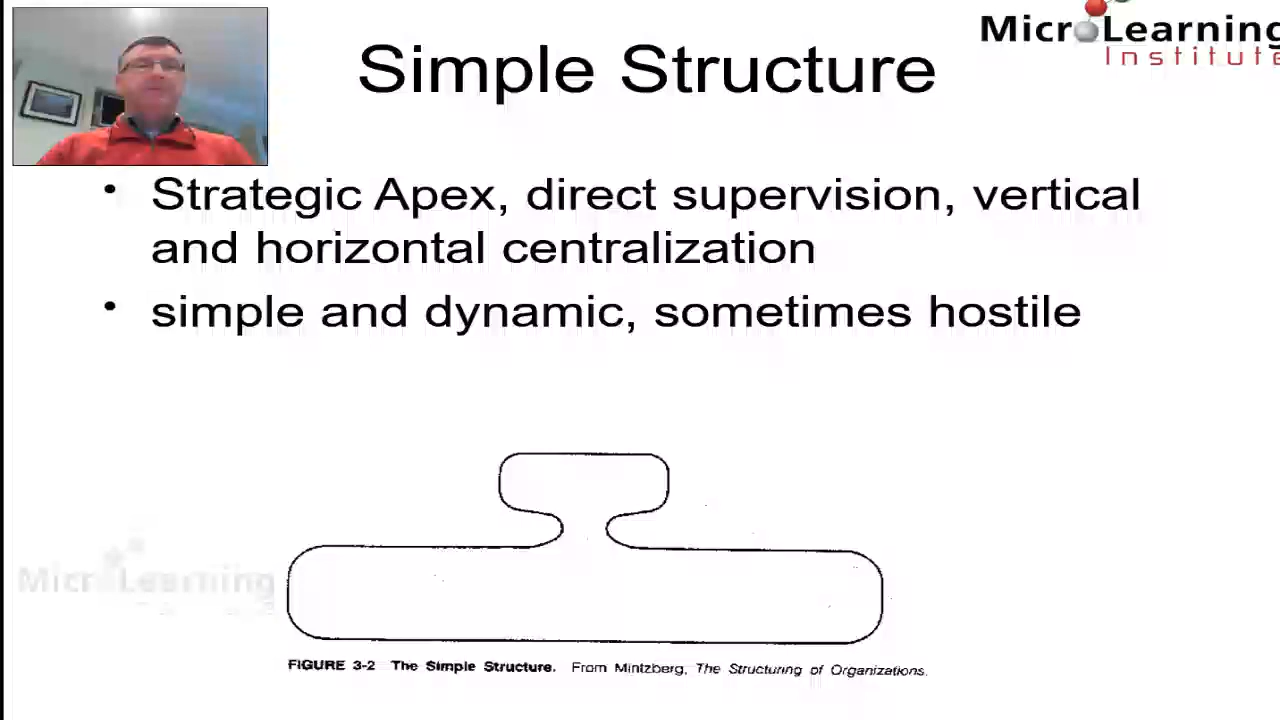 Simple Structure
MicroLearning
Institute
• Strategic Apex, direct supervision, vertical
and horizontal centralization
• simple and dynamic, sometimes hostile
MicroLearning
FIGURE 3-2 The Simple Structure. From Mintzberg, The Structuring of Organizations.